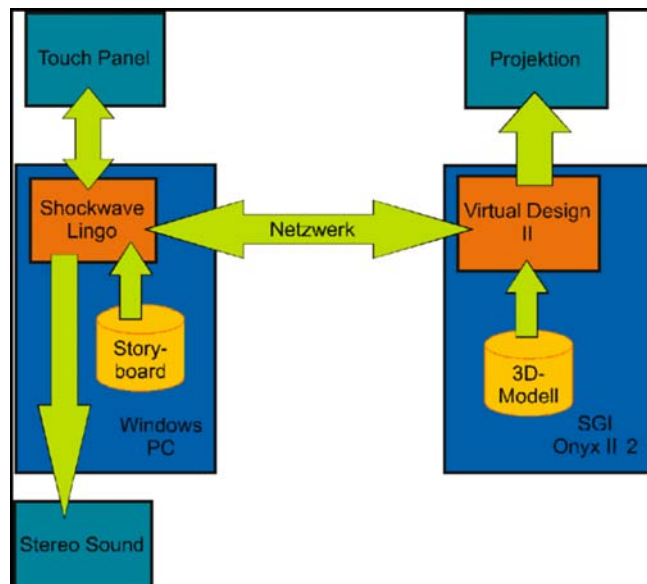 Touch Panel
Projektion
Shockwave
Lingo
Netzwerk
Virtual Design
II
Story-
board
3D-
Modell
Windows
PC
SGI
Onyx II 2
Stereo Sound